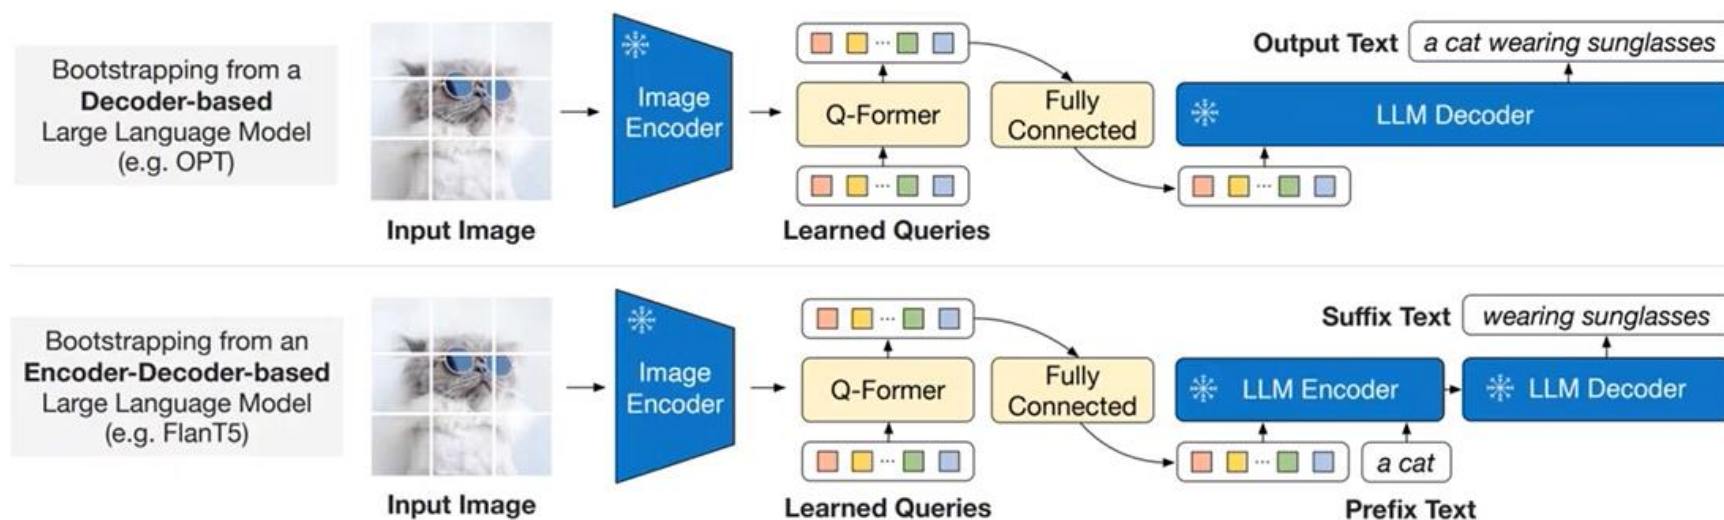 Bootstrapping from a
Decoder-based
Large Language Model
(e.g. OPT)
Input Image
Image
Encoder
Q-Former
Learned Queries
Fully
Connected
Output Text
a cat wearing sunglasses
LLM Decoder
Bootstrapping from an
Encoder-Decoder-based
Large Language Model
(e.g. FlanT5)
Input Image
Image
Encoder
Q-Former
Learned Queries
Fully
Connected
Suffix Text
wearing sunglasses
LLM Encoder
LLM Decoder
a cat
Prefix Text